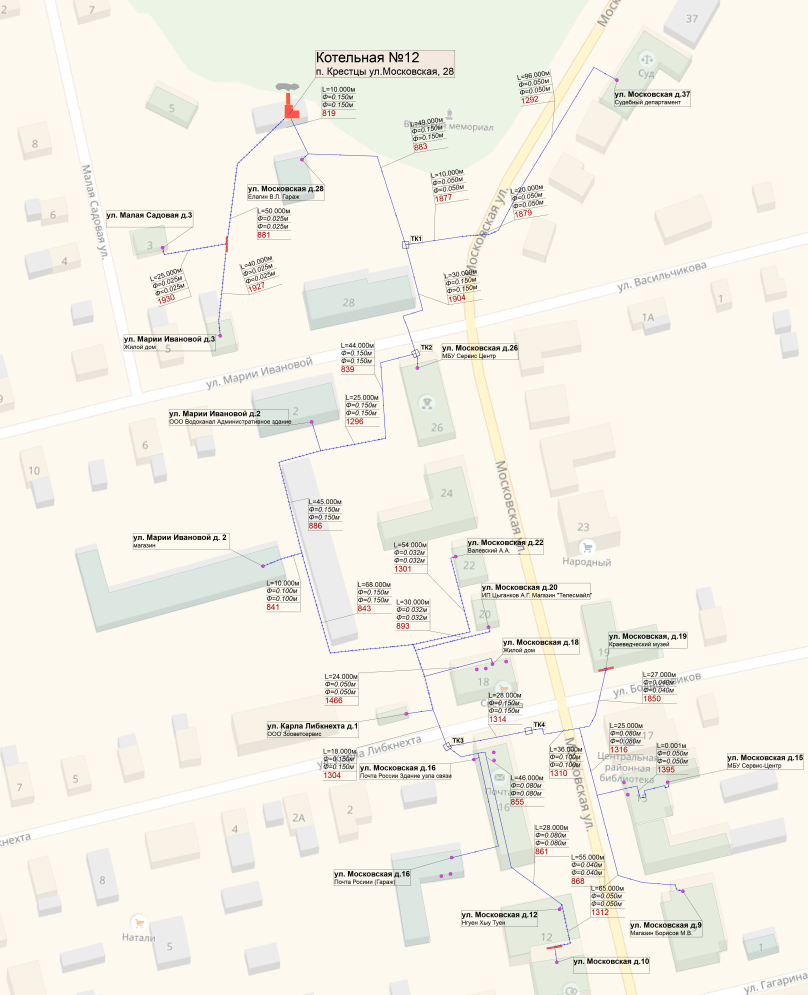 2
7
37
Моск
Котельная №12
п. Крестцы ул.Московская, 28
L=10.000м
Ф=0.150м
Ф=0.150м
819
L=96.000м
Ф=0.050м
Ф=0.050м
1292
Суд
ул. Московская д.37
Судебный департамент
5
L=49.000м
Ф=0.150м
Ф=0.150м
883
мемориал
8
Малая Садовая ул.
L=10.000м
Ф=0.050м
Ф=0.050м
1877
L=20.000м
Ф=0.050м
Ф=0.050м
1879
ул. Московская д.28
Елагин В.Л. Гараж
Московская ул.
6
ул. Малая Садовая д.3
L=50.000м
Ф=0.025м
Ф=0.025м
881
3
ТК1
4
L=25.000м
Ф=0.025м
Ф=0.025м
1930
L=40.000м
Ф=0.025м
Ф=0.025м
1927
L=30.000м
Ф=0.150м
Ф=0.150м
1904
ул. Васильчикова
28
1А
1
ул. Марии Ивановой д.3
Жилой дом
5
L=44.000м
Ф=0.150м
Ф=0.150м
839
ТК2
ул. Московская д.26
МБУ Сервис Центр
ул. Марии Ивановой
L=25.000м
Ф=0.150м
Ф=0.150м
1296
ул. Марии Ивановой д.2
ООО Водоканал Административное здание
2
26
6
10
Московская ул.
24
L=45.000м
Ф=0.150м
Ф=0.150м
886
23
Народный
ул. Марии Ивановой д. 2
магазин
L=54.000м
Ф=0.032м
Ф=0.032м
1301
ул. Московская д.22
Валевский А.А.
22
L=10.000м
Ф=0.100м
Ф=0.100м
841
L=68.000м
Ф=0.150м
Ф=0.150м
843
L=30.000м
Ф=0.032м
Ф=0.032м
893
ул. Московская д.20
ИП Цыганков А.Г. Магазин "Телесмайл"
20
ул. Московская д.18
Жилой дом
ул. Московская, д.19
Краеведческий музей
19
L=24.000м
Ф=0.050м
Ф=0.050м
1466
18
L=28.000м
Ф=0.150м
Ф=0.150м
1314
L=27.000м
Ф=0.040м
Ф=0.040м
1850
ул. Карла Либкнехта д.1
ООО Зооветсервис
ТК3
ТК4
L=18.000м
Ф=0.150м
Ф=0.150м
1304
Либкнехта
L=36.000м
Ф=0.100м
Ф=0.100м
1310
L=25.000м
Ф=0.080м
Ф=0.080м
1316
17
L=0.001м
Ф=0.050м
Ф=0.050м
1395
Центральная
районная
библиотека
ул. Московская д.15
МБУ Сервис-Центр
15
ул. Московская д.16
Почта России Здание узла связи
L=46.000м
Ф=0.080м
Ф=0.080м
855
16
Московская ул.
7
5
4
2А
2
кнехта
L=28.000м
Ф=0.080м
Ф=0.080м
861
L=55.000м
Ф=0.040м
Ф=0.040м
868
ул. Московская д.16
Почта Росиии (Гараж)
8
L=65.000м
Ф=0.050м
Ф=0.050м
1312
ул. Московская д.12
Нгуен Хыу Туен
12
ул. Московская д.9
Магазин Борисов М.В.
Натали
5
1
ул. Московская д.10
ул. Гагарина